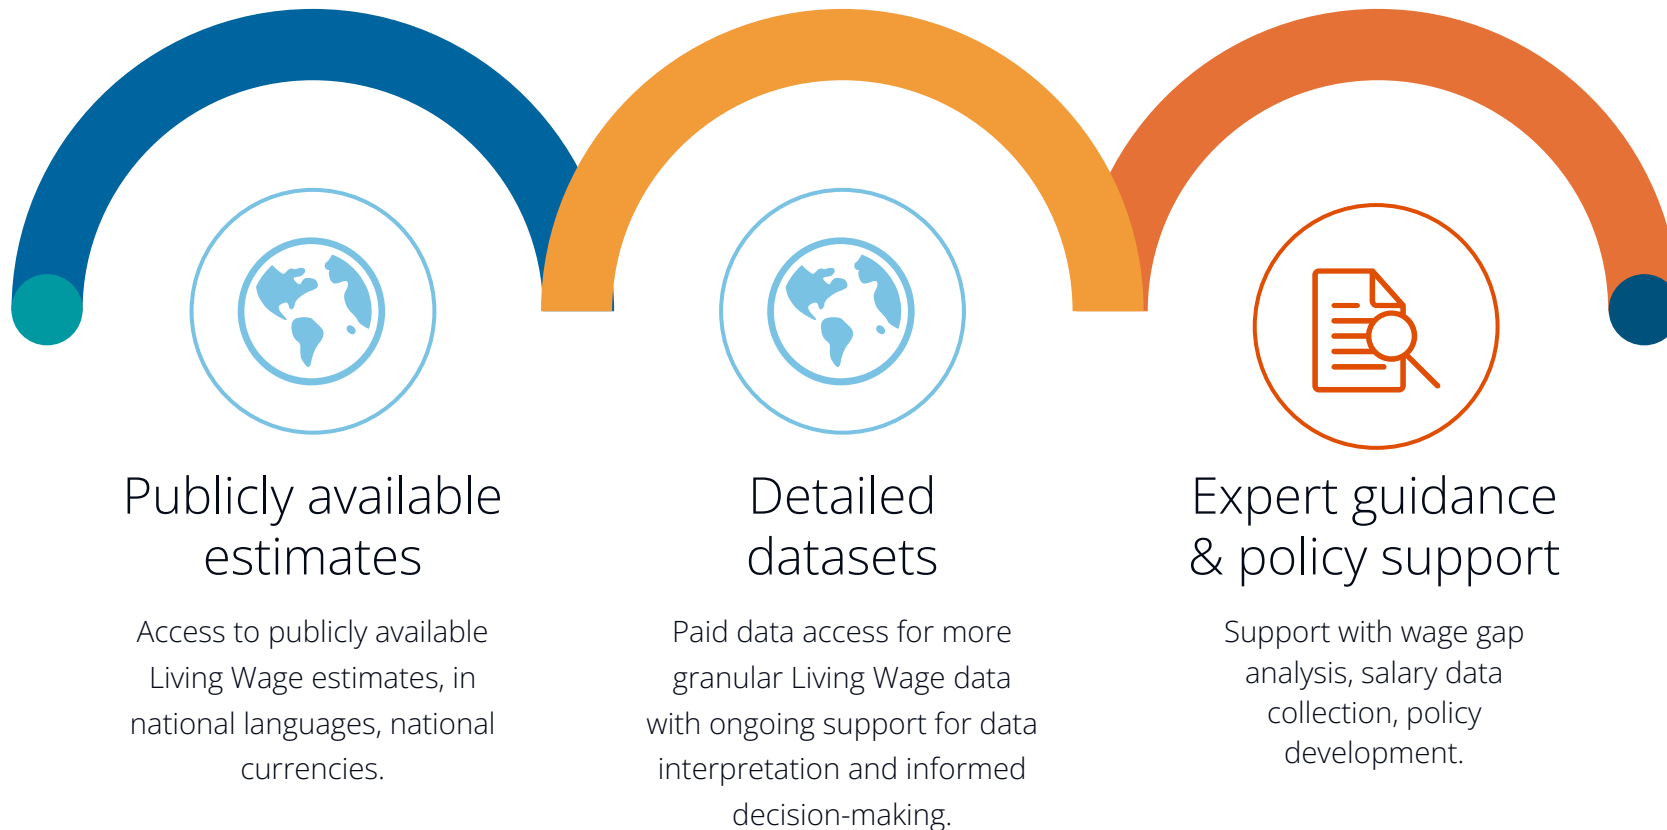 Publicly available
estimates
Access to publicly available
Living Wage estimates, in
national languages, national
currencies.
Detailed
datasets
Paid data access for more
granular Living Wage data
with ongoing support for data
interpretation and informed
decision-making.
Expert guidance
& policy support
Support with wage gap
analysis, salary data
collection, policy
development.